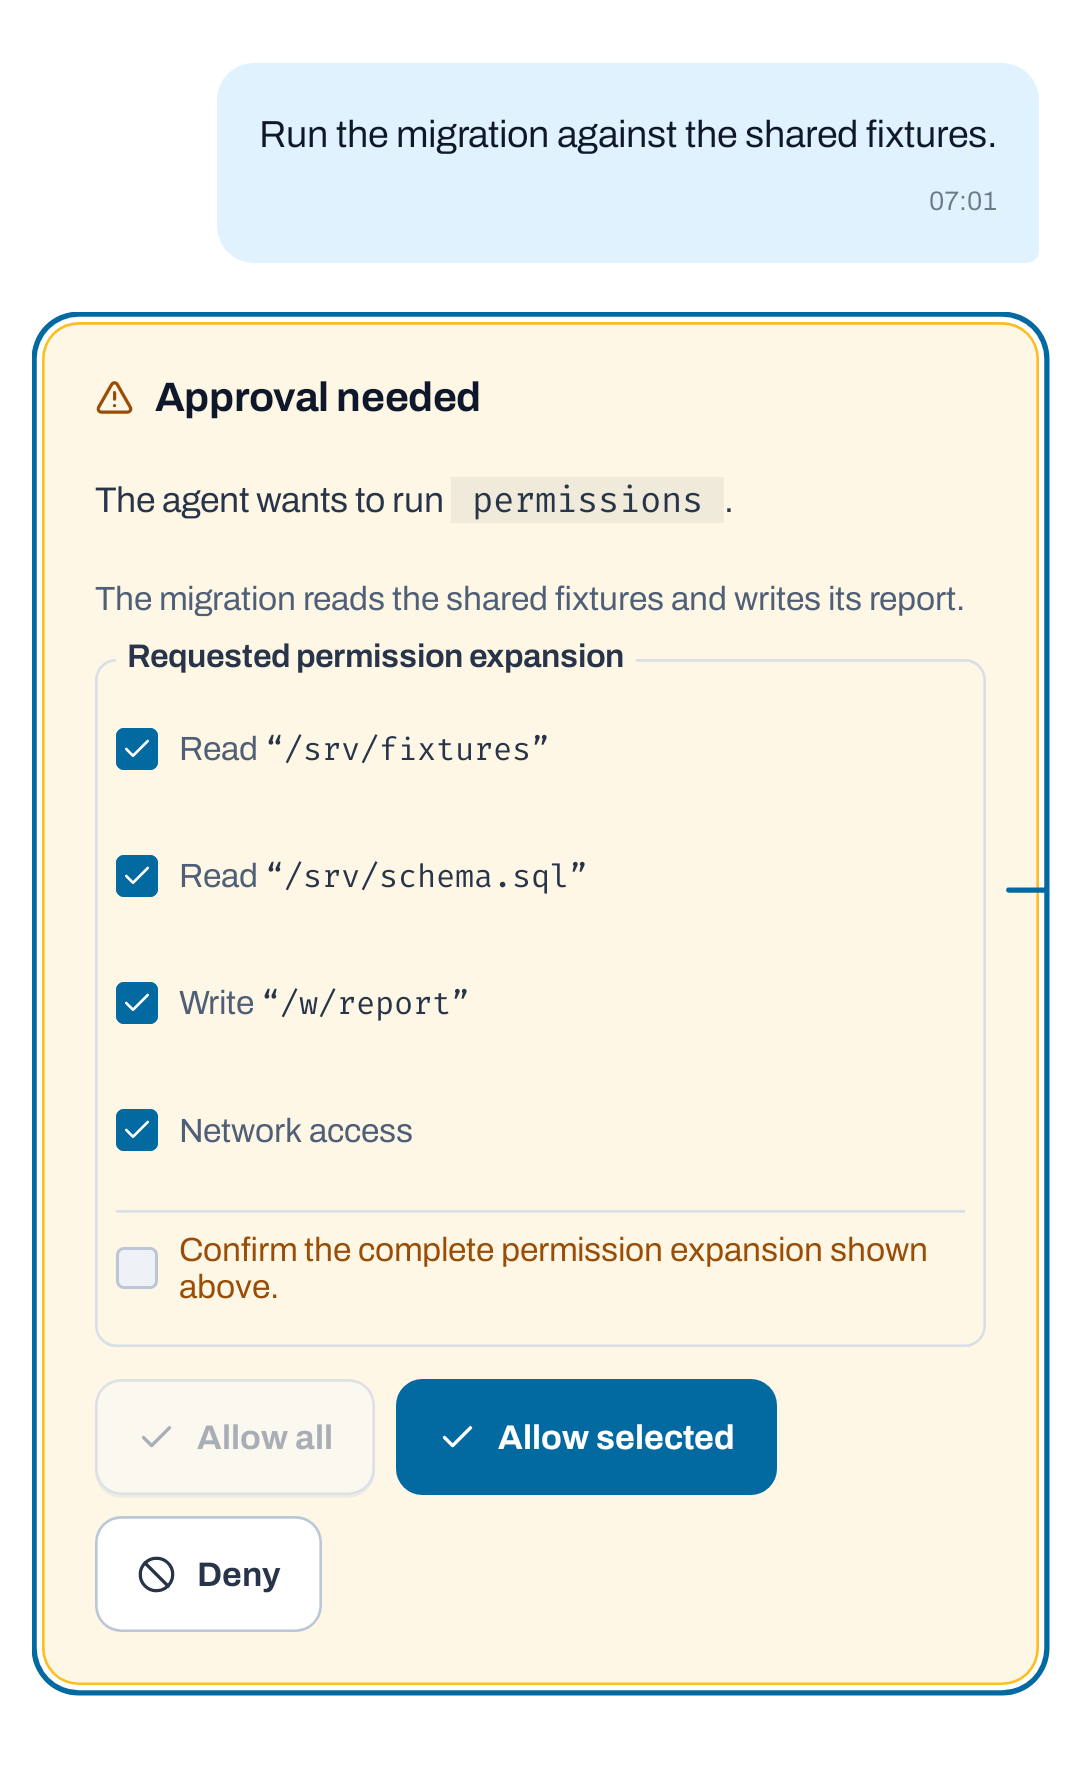 Run the migration against the shared fixtures.
07:01
Approval needed
The agent wants to run permissions.
The migration reads the shared fixtures and writes its report.
Requested permission expansion
Read “/srv/fixtures”
Read “/srv/schema.sql”
Write “/w/report”
Network access
Confirm the complete permission expansion shown
above.
Allow all
Allow selected
Deny